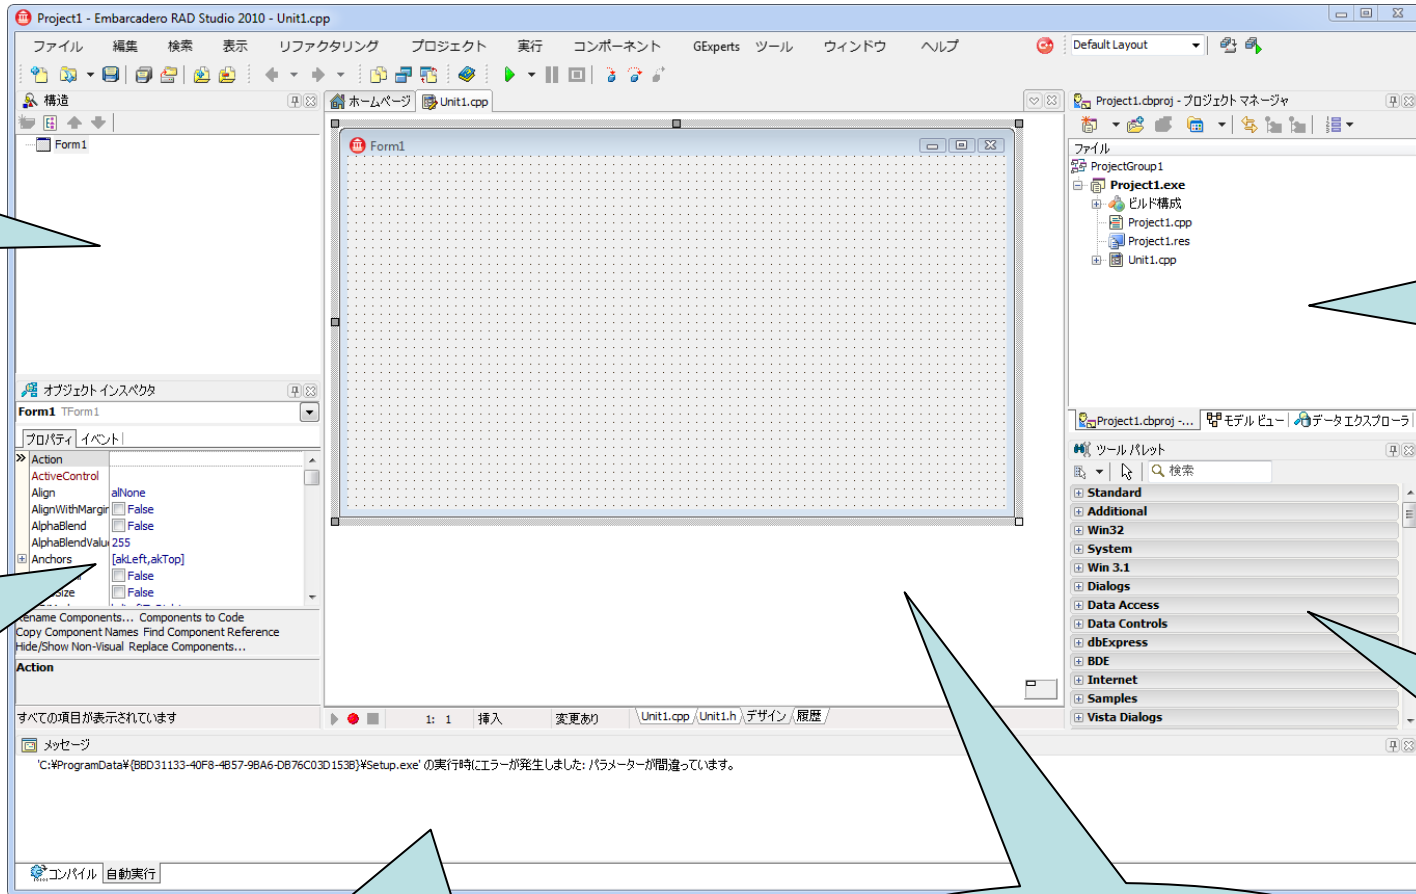 Project1 - Embarcadero RAD Studio 2010 - Unit1.cpp
ファイル 編集 検索 表示 リファクタリング プロジェクト 実行 コンポーネント GExperts ツール ウィンドウ ヘルプ
Default Layout
構造
Form1
ホームページ Unit1.cpp
Form1
Project1.cbproj - プロジェクト マネージャ
ファイル
ProjectGroup1
Project1.exe
ビルド構成
Project1.cpp
Project1.res
Unit1.cpp
Project1.cbproj -... モデル ビュー データ エクスプローラ
オブジェクト インスペクタ
Form1 TForm1
プロパティ イベント
Action
ActiveControl
Align alNone
AlignWithMargir False
AlphaBlend False
AlphaBlendValu 255
Anchors [akLeft,akTop]
False
False
Rename Components... Components to Code
Copy Component Names Find Component Reference
Hide/Show Non-Visual Replace Components...
Action
すべての項目が表示されています
ツール パレット
検索
Standard
Additional
Win32
System
Win 3.1
Dialogs
Data Access
Data Controls
dbExpress
BDE
Internet
Samples
Vista Dialogs
1: 1 挿入 変更あり Unit1.cpp Unit1.h デザイン 履歴
メッセージ
'C:¥ProgramData¥{BBD31133-40F8-4B57-9BA6-DB76C03D153B}¥Setup.exe' の実行時にエラーが発生しました: パラメーターが間違っています。
コンパイル 自動実行